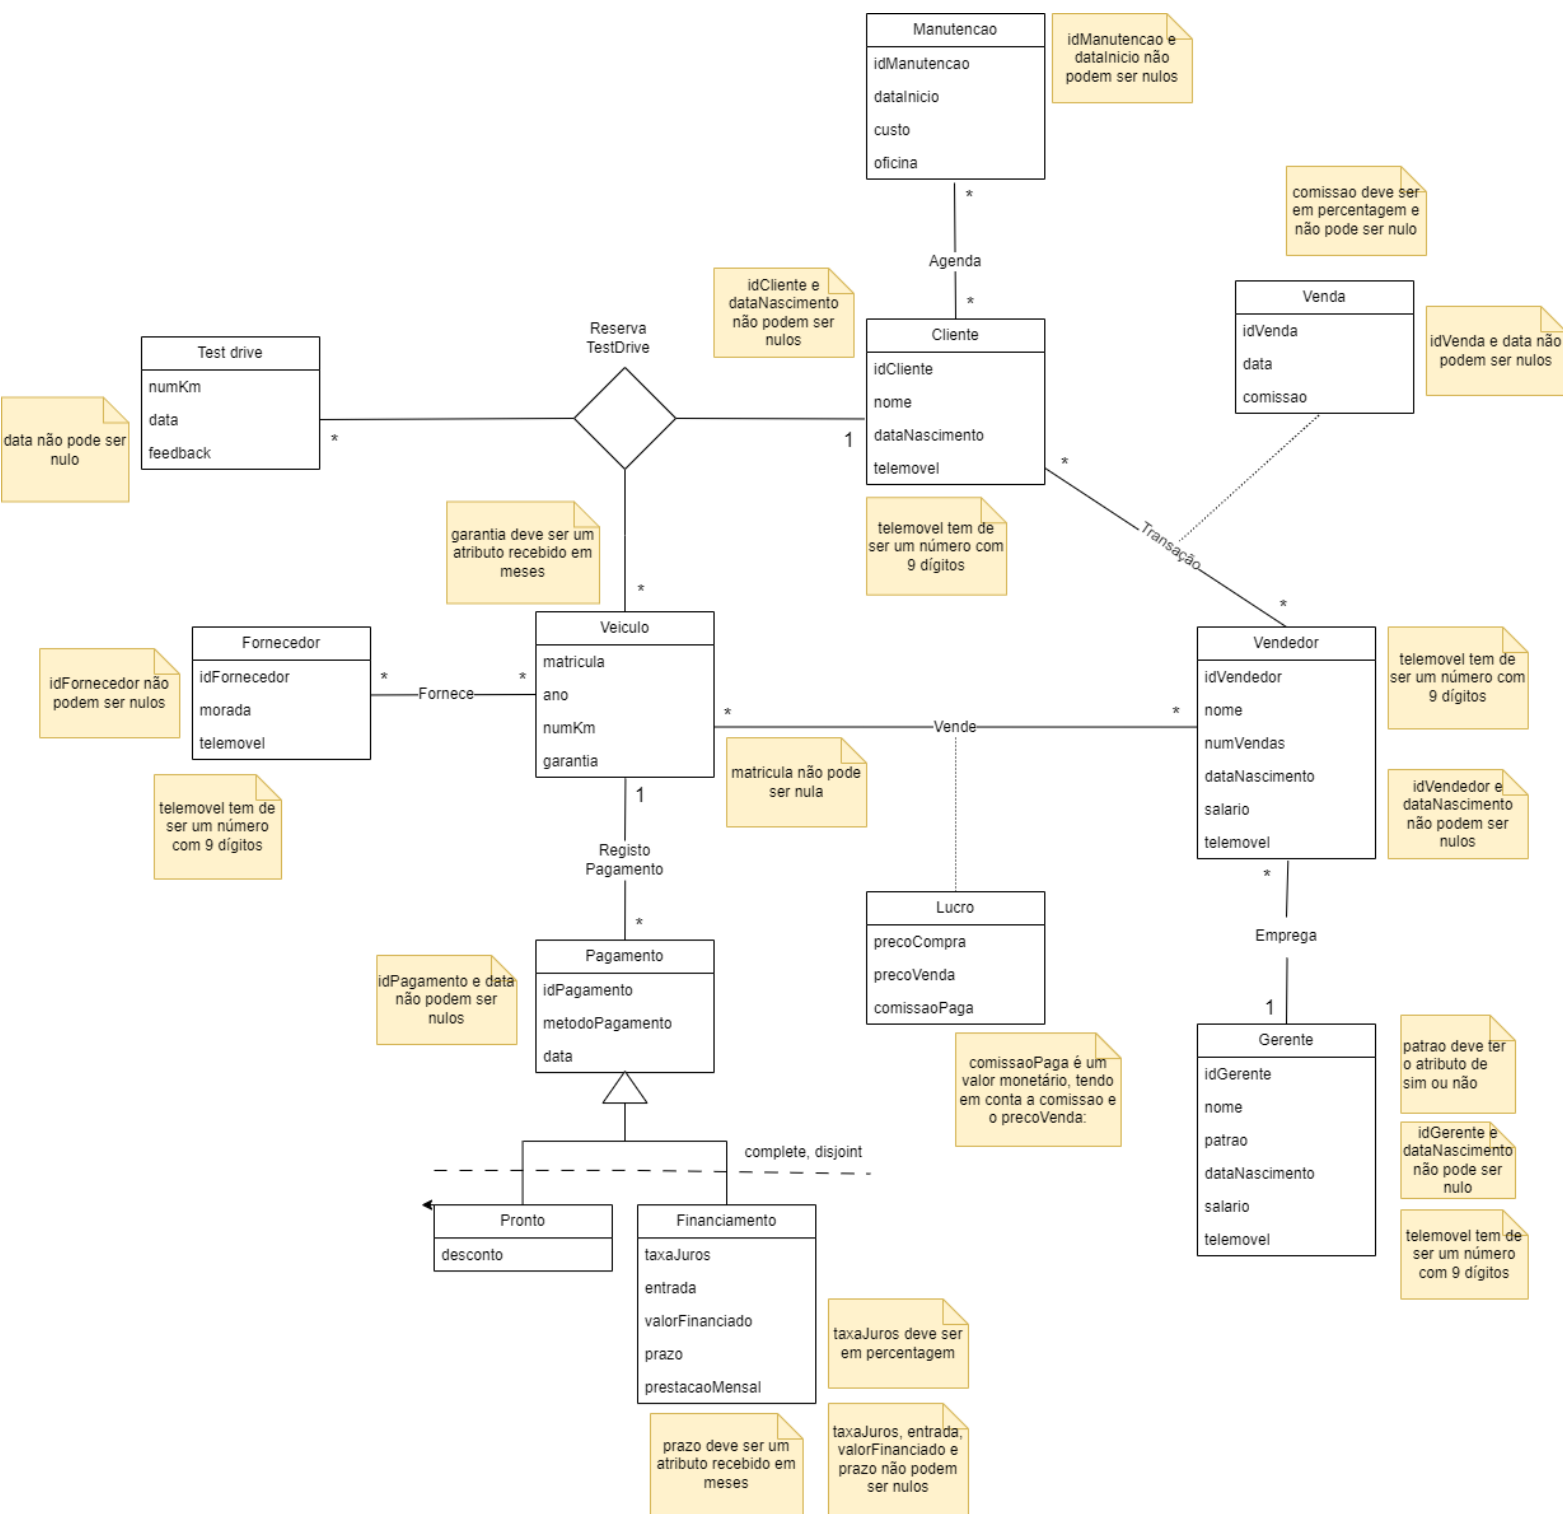 Manutencao
idManutencao
dataInicio
custo
oficina
idManutencao e
dataInicio não
podem ser nulos
*
Agenda
*
comissao deve ser
em percentagem e
não pode ser nulo
Venda
idVenda
data
comissao
idVenda e data não
podem ser nulos
idCliente e
dataNascimento
não podem ser
nulos
Cliente
idCliente
nome
dataNascimento
telemovel
Reserva
TestDrive
Test drive
numKm
data
feedback
data não pode ser
nulo
*
1
*
telemovel tem de
ser um número com
9 dígitos
*
Transação
*
garantia deve ser um
atributo recebido em
meses
Fornecedor
idFornecedor
morada
telemovel
idFornecedor não
podem ser nulos
telemovel tem de
ser um número
com 9 dígitos
*
Fornece
*
Veiculo
matricula
ano
numKm
garantia
*
Vende
*
matricula não pode
ser nula
Vendedor
idVendedor
nome
numVendas
dataNascimento
salario
telemovel
telemovel tem de
ser um número com
9 dígitos
idVendedor e
dataNascimento
não podem ser
nulos
1
Registo
Pagamento
*
Lucro
precoCompra
precoVenda
comissaoPaga
comissaoPaga é um
valor monetário, tendo
em conta a comissao e
o precoVenda:
*
Emprega
1
Pagamento
idPagamento
metodoPagamento
data
idPagamento e data
não podem ser
nulos
Gerente
idGerente
nome
patrao
dataNascimento
salario
telemovel
patrao deve ter
o atributo de
sim ou não
idGerente e
dataNascimento
não pode ser
nulo
telemovel tem de
ser um número
com 9 dígitos
complete, disjoint
Pronto
desconto
Financiamento
taxaJuros
entrada
valorFinanciado
prazo
prestacaoMensal
taxaJuros deve ser
em percentagem
prazo deve ser um
atributo recebido em
meses
taxaJuros, entrada,
valorFinanciado e
prazo não podem
ser nulos